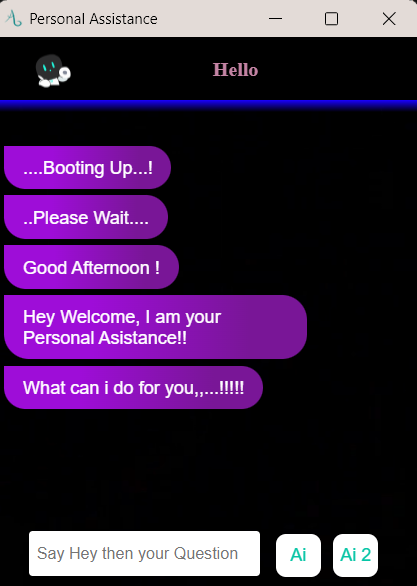 Personal Assistance
Hello
....Booting Up...!
..Please Wait....
Good Afternoon !
Hey Welcome, I am your
Personal Asistance!!
What can i do for you,,...!!!!!
Say Hey then your Question
Ai
Ai 2